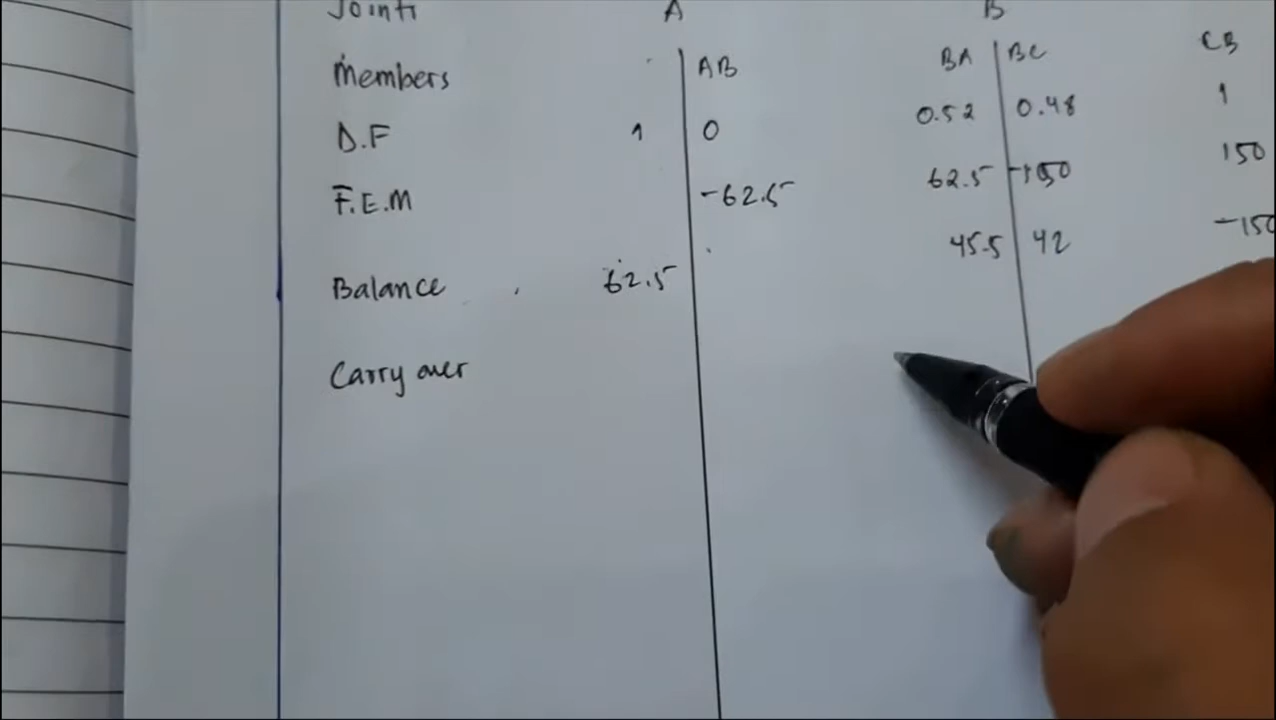 Joints A B
Members AB BA BC CB
D.F 1 0 0.52 0.48 1
F.E.M -62.5 62.5 -150 150
Balance 62.5 45.5 42 -150
Carry over